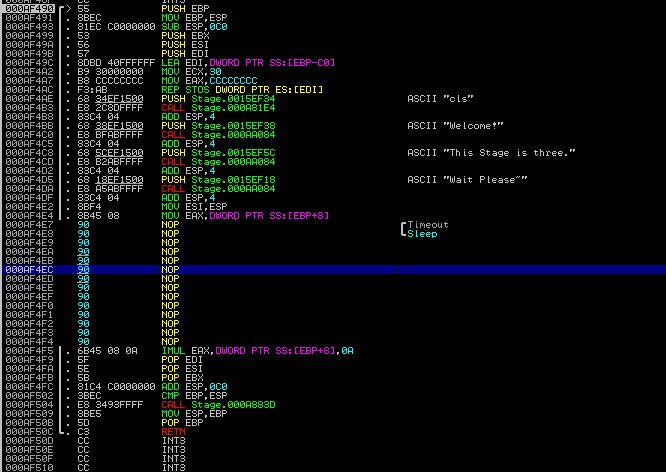 000AF490 > 55 PUSH EBP
000AF491 . 8BEC MOV EBP,ESP
000AF493 . 81EC C0000000 SUB ESP,0C0
000AF499 . 53 PUSH EBX
000AF49A . 56 PUSH ESI
000AF49B . 57 PUSH EDI
000AF49C . 8DBD 40FFFFFF LEA EDI,DWORD PTR SS:[EBP-C0]
000AF4A2 . B9 30000000 MOV ECX,30
000AF4A7 . B8 CCCCCCCC MOV EAX,CCCCCCCC
000AF4AC . F3:AB REP STOS DWORD PTR ES:[EDI]
000AF4AE . 68 34EF1500 PUSH Stage.0015EF34 ASCII "cls"
000AF4B3 . E8 2C8DFFFF CALL Stage.000A81E4
000AF4B8 . 83C4 04 ADD ESP,4
000AF4BB . 68 38EF1500 PUSH Stage.0015EF38 ASCII "Welcome!"
000AF4C0 . E8 BFABFFFF CALL Stage.000AA084
000AF4C5 . 83C4 04 ADD ESP,4
000AF4C8 . 68 5CEF1500 PUSH Stage.0015EF5C ASCII "This Stage is three."
000AF4CD . E8 B2ABFFFF CALL Stage.000AA084
000AF4D2 . 83C4 04 ADD ESP,4
000AF4D5 . 68 18EF1500 PUSH Stage.0015EF18 ASCII "Wait Please~"
000AF4DA . E8 A5ABFFFF CALL Stage.000AA084
000AF4DF . 83C4 04 ADD ESP,4
000AF4E2 . 8BF4 MOV ESI,ESP
000AF4E4 . 8B45 08 MOV EAX,DWORD PTR SS:[EBP+8]
000AF4E7 90 NOP Timeout
000AF4E8 90 NOP Sleep
000AF4E9 90 NOP
000AF4EA 90 NOP
000AF4EB 90 NOP
000AF4EC 90 NOP
000AF4ED 90 NOP
000AF4EE 90 NOP
000AF4EF 90 NOP
000AF4F0 90 NOP
000AF4F1 90 NOP
000AF4F2 90 NOP
000AF4F3 90 NOP
000AF4F4 90 NOP
000AF4F5 . 6B45 08 0A IMUL EAX,DWORD PTR SS:[EBP+8],0A
000AF4F9 . 5F POP EDI
000AF4FA . 5E POP ESI
000AF4FB . 5B POP EBX
000AF4FC . 81C4 C0000000 ADD ESP,0C0
000AF502 . 3BEC CMP EBP,ESP
000AF504 . E8 3493FFFF CALL Stage.000A883D
000AF509 . 8BE5 MOV ESP,EBP
000AF50B . 5D POP EBP
000AF50C . C3 RETN
000AF50D CC INT3
000AF50E CC INT3
000AF50F CC INT3
000AF510 CC INT3